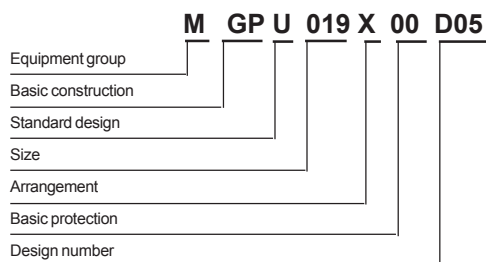 M GP U 019 X 00 D05
Equipment group
Basic construction
Standard design
Size
Arrangement
Basic protection
Design number